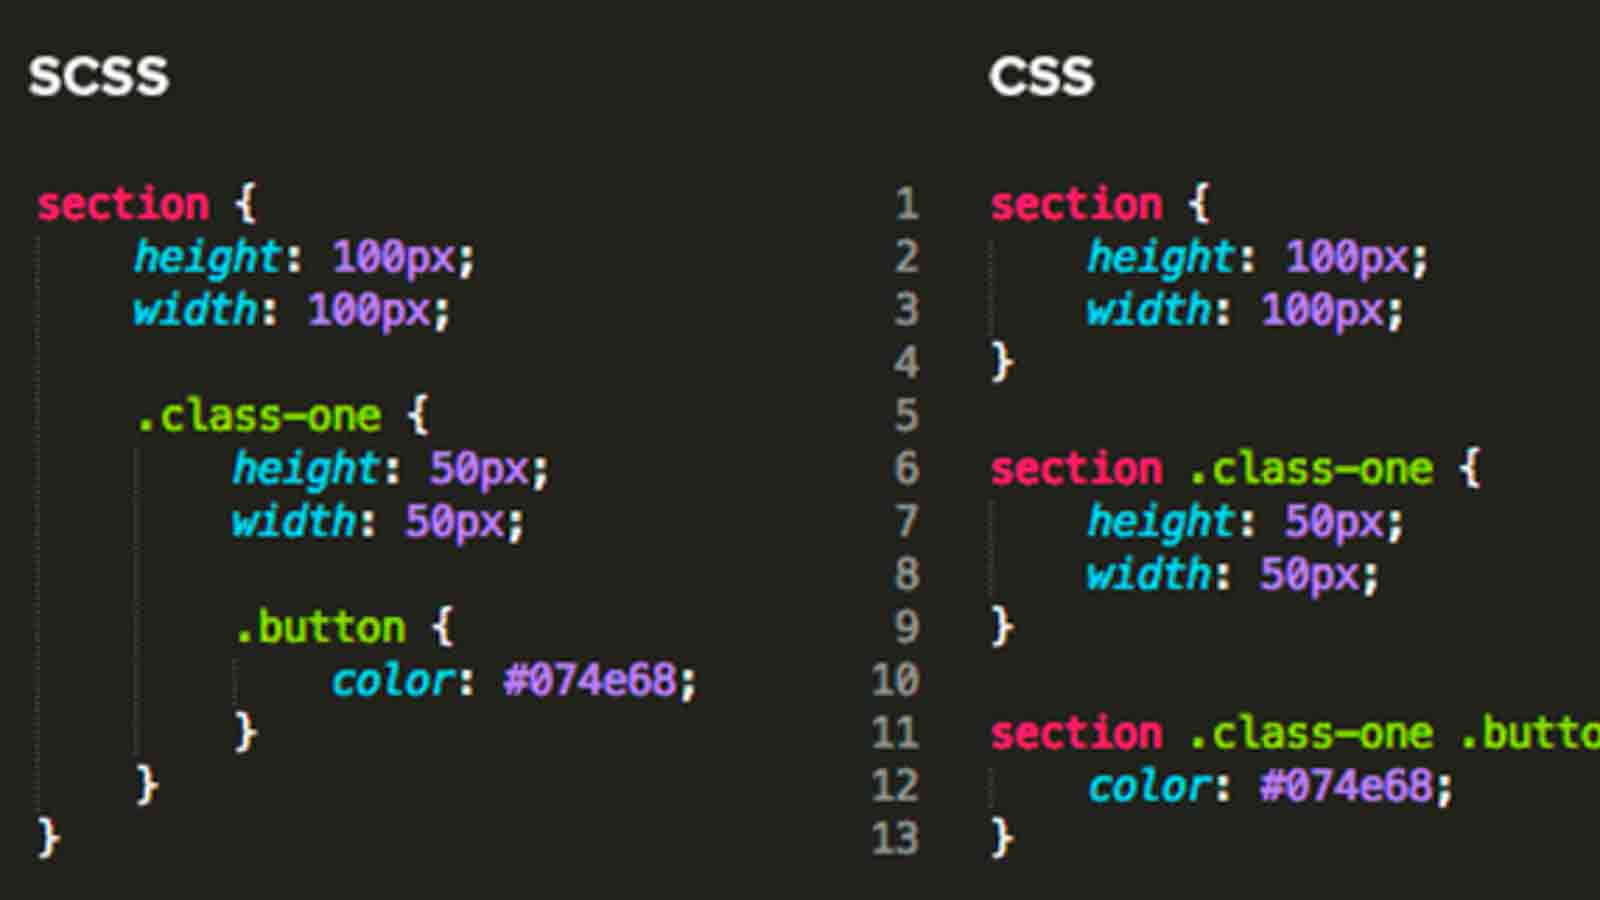 SCSS
section {
height: 100px;
width: 100px;
.class-one {
height: 50px;
width: 50px;
.button {
color: #074e68;
}
}
}
CSS
1 section {
2 height: 100px;
3 width: 100px;
4 }
5
6 section .class-one {
7 height: 50px;
8 width: 50px;
9 }
10
11 section .class-one .butto
12 color: #074e68;
13 }